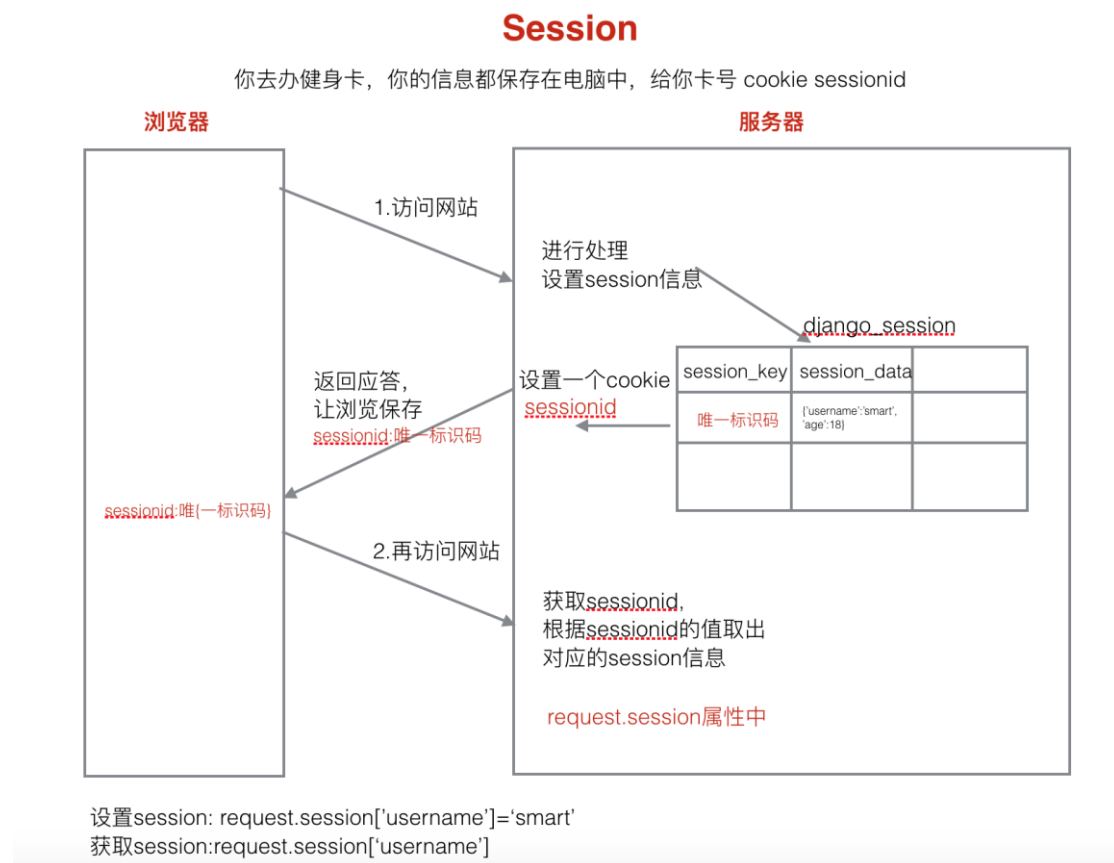 Session
你去办健身卡，你的信息都保存在电脑中，给你卡号 cookie sessionid
浏览器
服务器
1.访问网站
进行处理
设置session信息
django_session
session_key
session_data
唯一标识码
{'username':'smart',
'age':18}
设置一个cookie
sessionid
返回应答，
让浏览保存
sessionid:唯一标识码
sessionid:唯{一标识码}
2.再访问网站
获取sessionid,
根据sessionid的值取出
对应的session信息
request.session属性中
设置session: request.session['username']=‘smart’
获取session:request.session[‘username’]